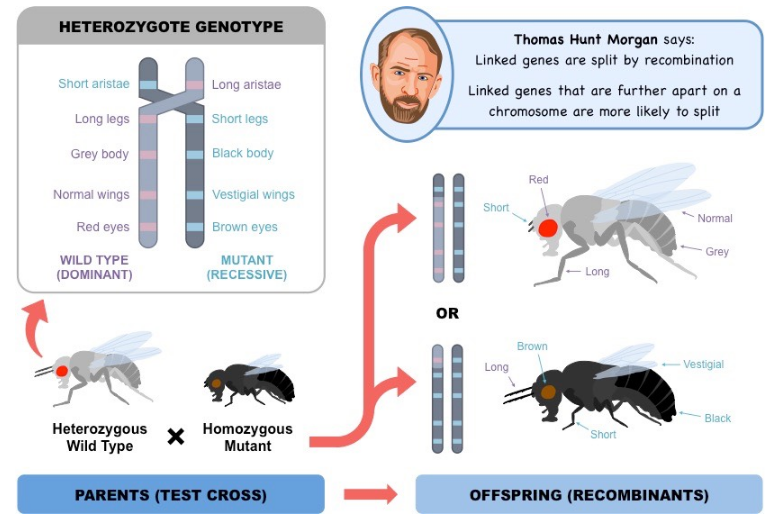 HETEROZYGOTE GENOTYPE
Short aristae
Long aristae
Long legs
Short legs
Grey body
Black body
Normal wings
Vestigial wings
Red eyes
Brown eyes
WILD TYPE
(DOMINANT)
MUTANT
(RECESSIVE)
Thomas Hunt Morgan says:
Linked genes are split by recombination
Linked genes that are further apart on a
chromosome are more likely to split
Red
Short
Normal
Grey
Long
OR
Brown
Long
Vestigial
Black
Short
Heterozygous
Wild Type
×
Homozygous
Mutant
PARENTS (TEST CROSS)
OFFSPRING (RECOMBINANTS)